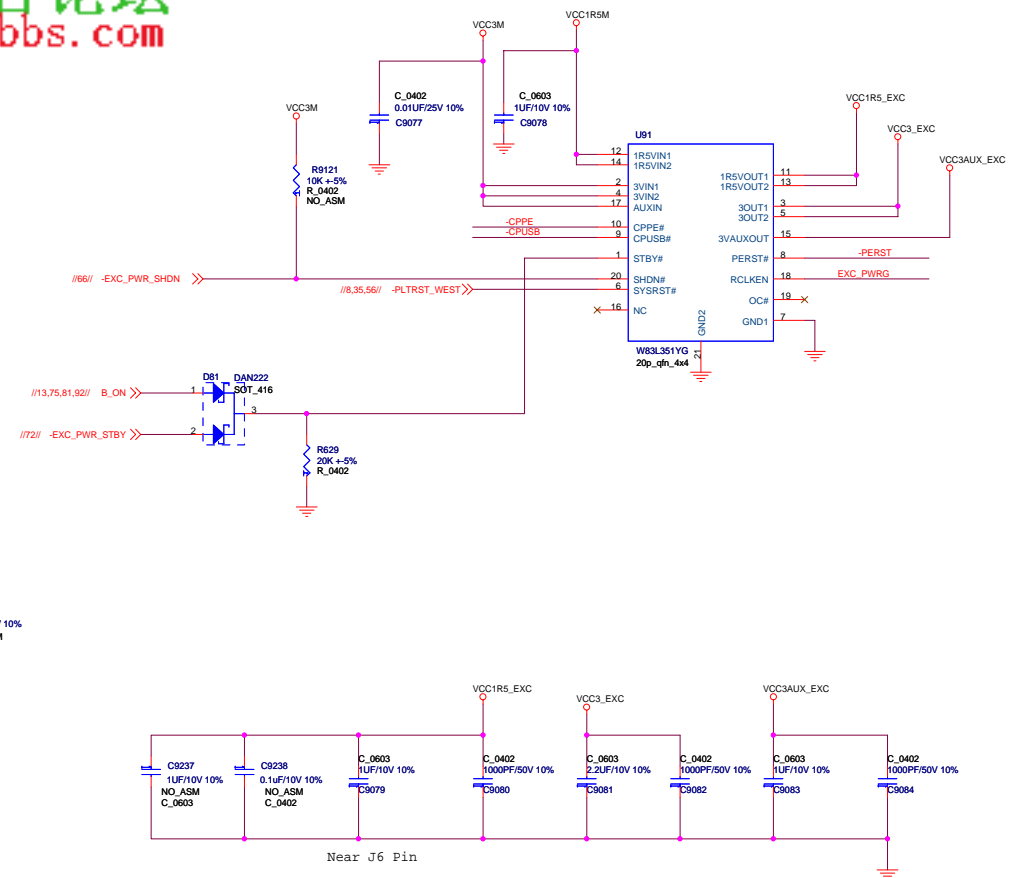 bbs. com
VCC3M
VCC1R5M
C_0402
0.01UF/25V 10%
C9077
C_0603
1UF/10V 10%
C9078
VCC3M
R9121
10K +-5%
R_0402
NO_ASM
VCC1R5_EXC
VCC3_EXC
VCC3AUX_EXC
U91
12 1R5VIN1
14 1R5VIN2
2 3VIN1
4 3VIN2
17 AUXIN
-CPPE 10 CPPE#
-CPUSB 9 CPUSB#
1 STBY#
//66// -EXC_PWR_SHDN 20 SHDN#
//8,35,56// -PLTRST_WEST 6 SYSRST#
16 NC
1R5VOUT1 11
1R5VOUT2 13
3OUT1 3
3OUT2 5
3VAUXOUT 15
PERST# 8 -PERST
RCLKEN 18 EXC_PWRG
OC# 19
GND1 7
GND2
21
W83L351YG
20p_qfn_4x4
D81 DAN222
SOT_416
//13,75,81,92// B_ON 1
3
//72// -EXC_PWR_STBY 2
R629
20K +-5%
R_0402
10%
VCC1R5_EXC
VCC3_EXC
VCC3AUX_EXC
C9237
1UF/10V 10%
NO_ASM
C_0603
C9238
0.1uF/10V 10%
NO_ASM
C_0402
C_0603
1UF/10V 10%
C9079
C_0402
1000PF/50V 10%
C9080
C_0603
2.2UF/10V 10%
C9081
C_0402
1000PF/50V 10%
C9082
C_0603
1UF/10V 10%
C9083
C_0402
1000PF/50V 10%
C9084
Near J6 Pin